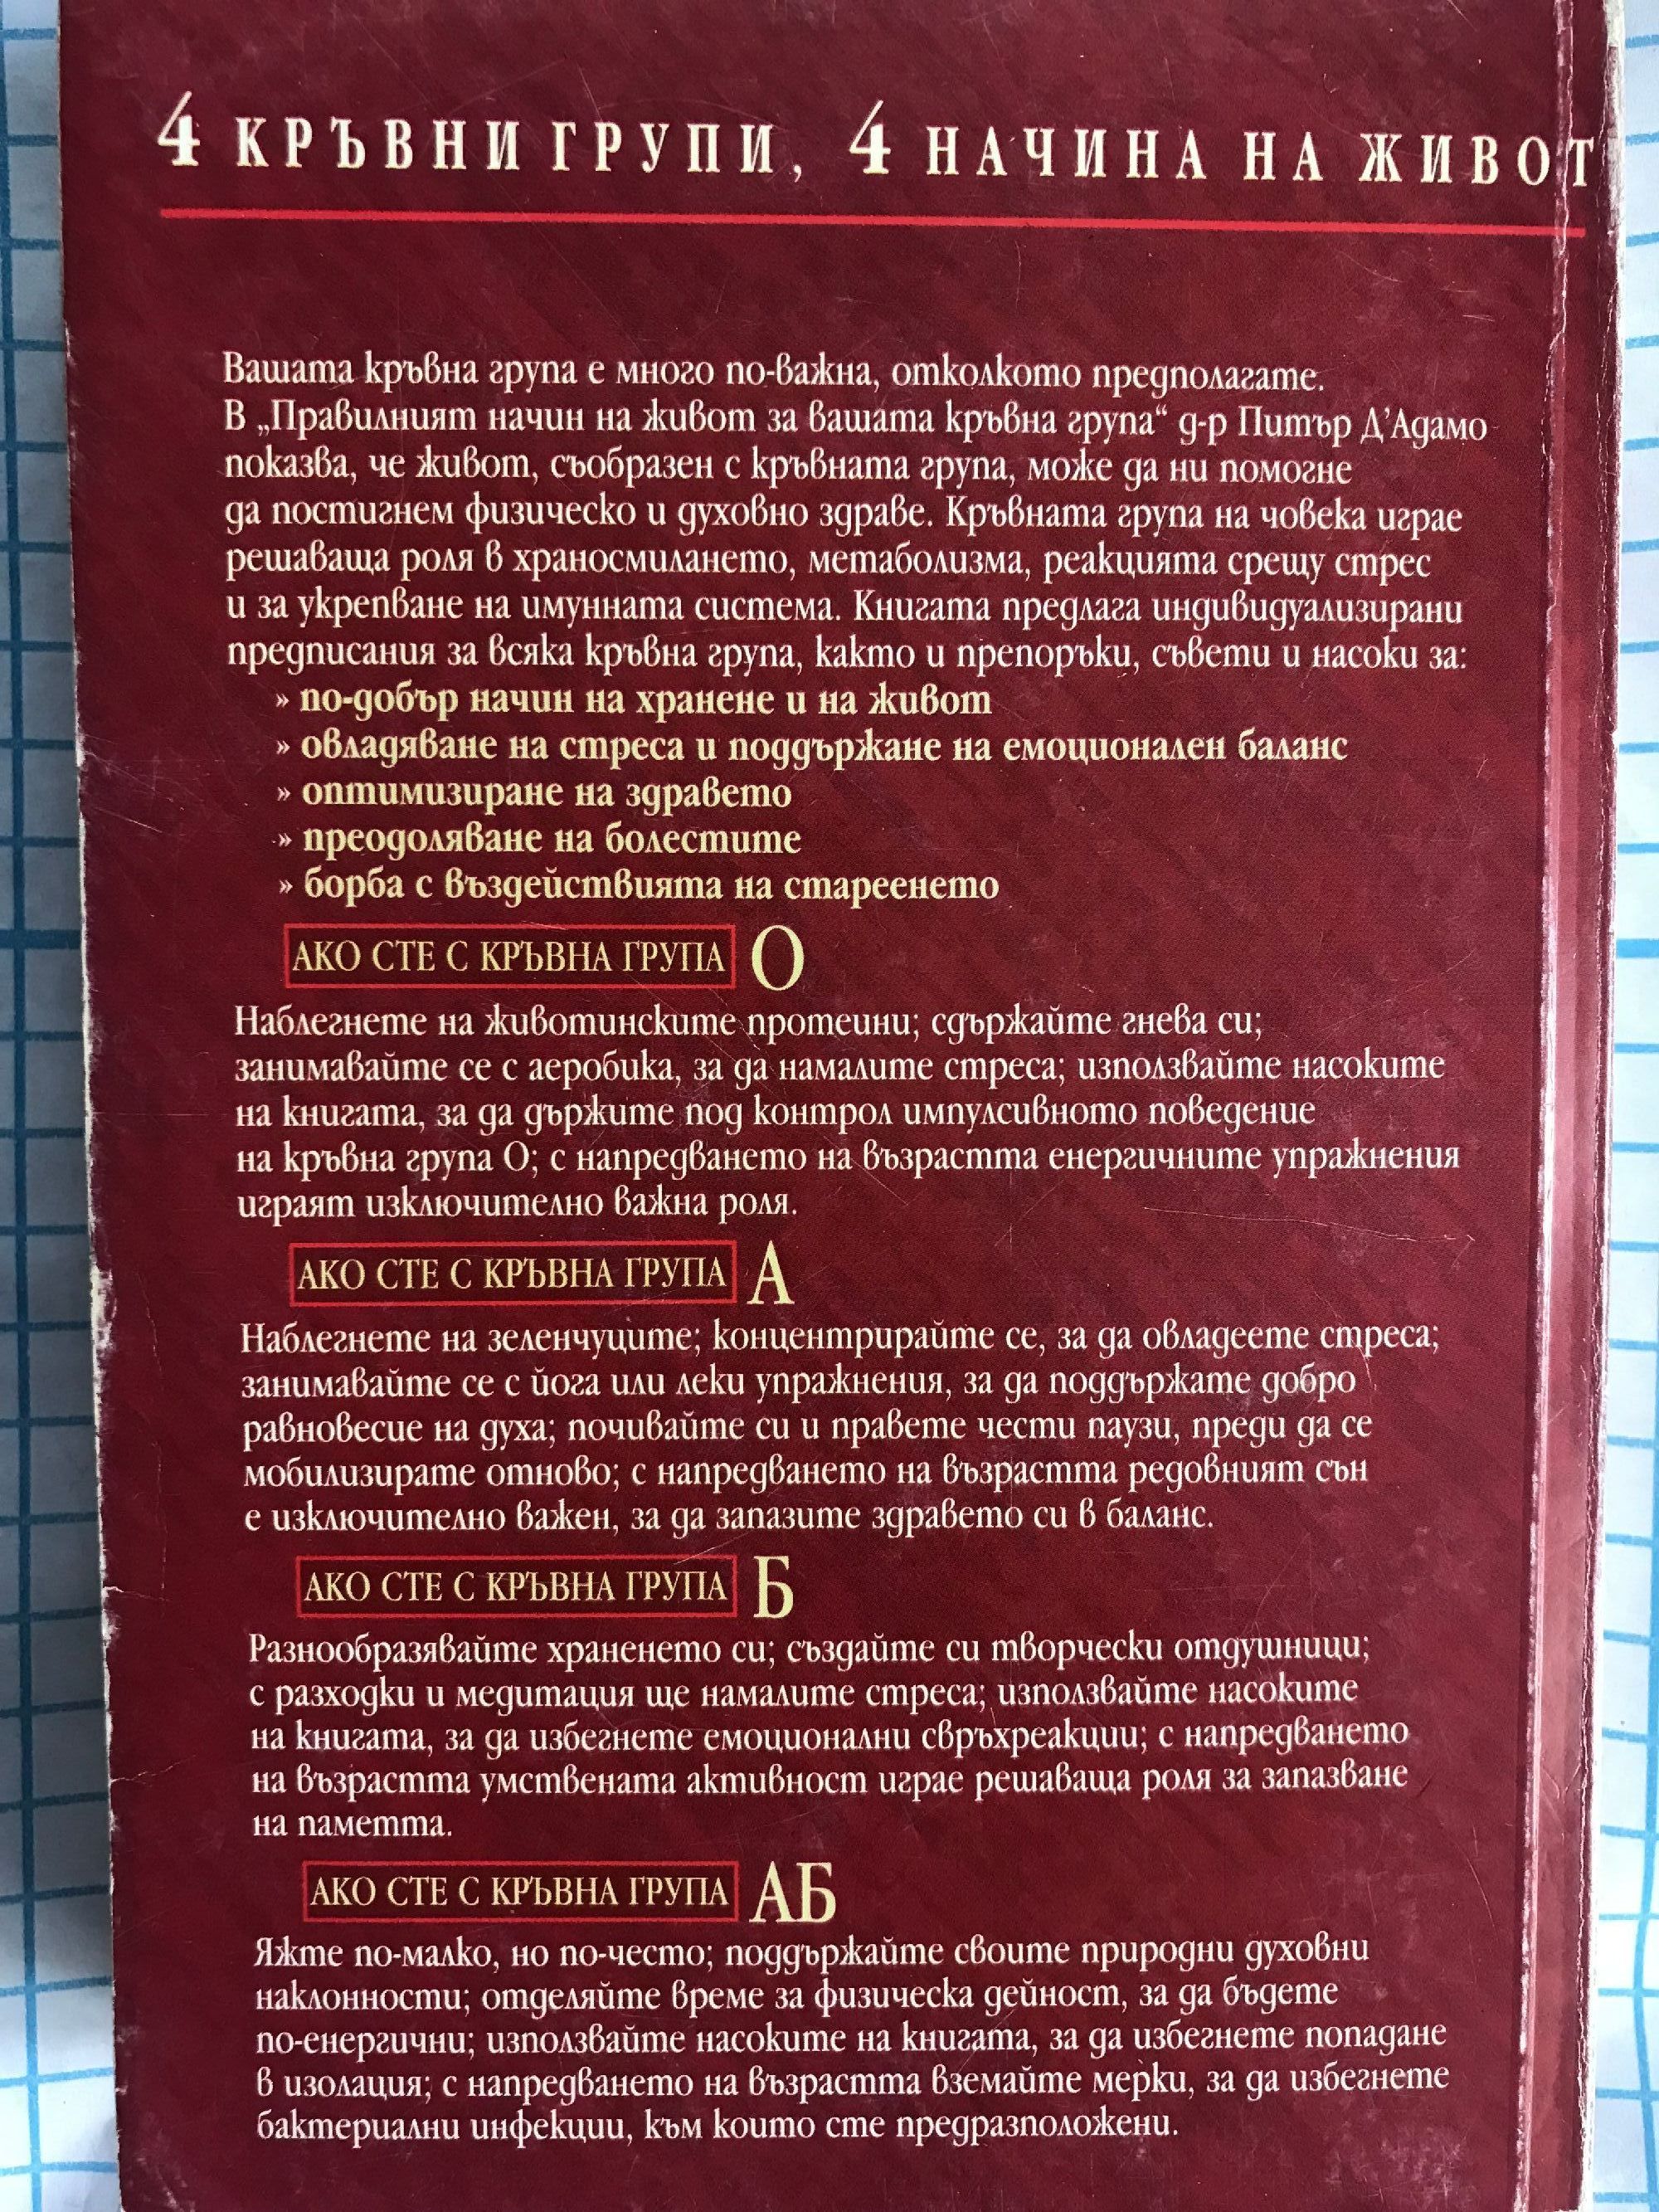 4 КРЪВНИ ГРУПИ, 4 НАЧИНА НА ЖИВОТ
Вашата кръвна група е много по-важна, отколкото предполагате.
В „Правилният начин на живот за вашата кръвна група“ д-р Питър Д’Адамо
показва, че живот, съобразен с кръвната група, може да ни помогне
да постигнем физическо и духовно здраве. Кръвната група на човека играе
решаваща роля в храносмилането, метаболизма, реакцията срещу стрес
и за укрепване на имунната система. Книгата предлага индивидуализирани
предписания за всяка кръвна група, както и препоръки, съвети и насоки за:
» по-добър начин на хранене и на живот
» овладяване на стреса и поддържане на емоционален баланс
» оптимизиране на здравето
» преодоляване на болестите
» борба с въздействията на стареенето
АКО СТЕ С КРЪВНА ГРУПА О
Наблегнете на животинските протеини; сдържайте гнева си;
занимавайте се с аеробика, за да намалите стреса; използвайте насоките
на книгата, за да държите под контрол импулсивното поведение
на кръвна група О; с напредването на възрастта енергичните упражнения
играят изключително важна роля.
АКО СТЕ С КРЪВНА ГРУПА А
Наблегнете на зеленчуците; концентрирайте се, за да овладеете стреса;
занимавайте се с йога или леки упражнения, за да поддържате добро
равновесие на духа; почивайте си и правете чести паузи, преди да се
мобилизирате отново; с напредването на възрастта редовният сън
е изключително важен, за да запазите здравето си в баланс.
АКО СТЕ С КРЪВНА ГРУПА Б
Разнообразявайте храненето си; създайте си творчески отдушници;
с разходки и медитация ще намалите стреса; използвайте насоките
на книгата, за да избегнете емоционални свръхреакции; с напредването
на възрастта умствената активност играе решаваща роля за запазване
на паметта.
АКО СТЕ С КРЪВНА ГРУПА АБ
Яжте по-малко, но по-често; поддържайте своите природни духовни
наклонности; отделяйте време за физическа дейност, за да бъдете
по-енергични; използвайте насоките на книгата, за да избегнете попадане
в изолация; с напредването на възрастта вземайте мерки, за да избегнете
бактериални инфекции, към които сте предразположени.